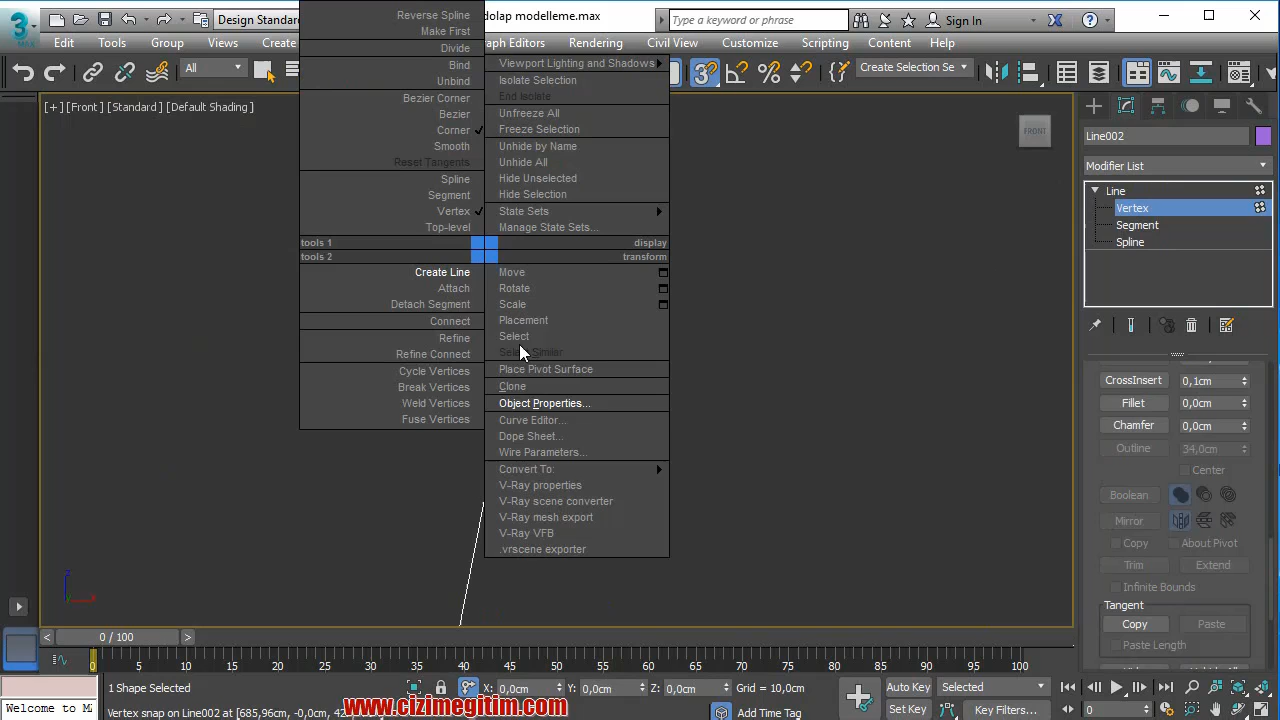 3
MAX
Design Standard
dolap modelleme.max
Type a keyword or phrase
Sign In
Edit
Tools
Group
Views
Create
ph Editors
Rendering
Civil View
Customize
Scripting
Content
Help
All
Create Selection Se
[+] [Front ] [Standard ] [Default Shading ]
FRONT
Reverse Spline
Make First
Divide
Bind
Unbind
Bezier Corner
Bezier
Corner
Smooth
Reset Tangents
Spline
Segment
Vertex
Top-level
tools 1
tools 2
Create Line
Attach
Detach Segment
Connect
Refine
Refine Connect
Cycle Vertices
Break Vertices
Weld Vertices
Fuse Vertices
Viewport Lighting and Shadows
Isolate Selection
End Isolate
Unfreeze All
Freeze Selection
Unhide by Name
Unhide All
Hide Unselected
Hide Selection
State Sets
Manage State Sets...
display
transform
Move
Rotate
Scale
Placement
Select
Select Similar
Place Pivot Surface
Clone
Object Properties...
Curve Editor...
Dope Sheet...
Wire Parameters...
Convert To:
V-Ray properties
V-Ray scene converter
V-Ray mesh export
V-Ray VFB
.vrscene exporter
Line002
Modifier List
Line
Vertex
Segment
Spline
CrossInsert 0,1cm
Fillet 0,0cm
Chamfer 0,0cm
Outline 34,0cm
Center
Boolean
Mirror
Copy About Pivot
Trim Extend
Infinite Bounds
Tangent
Copy Paste
Paste Length
z
x
< 0 / 100 >
0 5 10 15 20 25 30 35 40 45 50 55 60 65 70 75 80 85 90 95 100
1 Shape Selected
X: 0,0cm Y: 0,0cm Z: 0,0cm Grid = 10,0cm
Auto Key Selected
Welcome to MA
Vertex snap on Line002 at [685,96cm, -0,0cm, 42
Add Time Tag
Set Key Key Filters...
0
www.cizimegitim.com